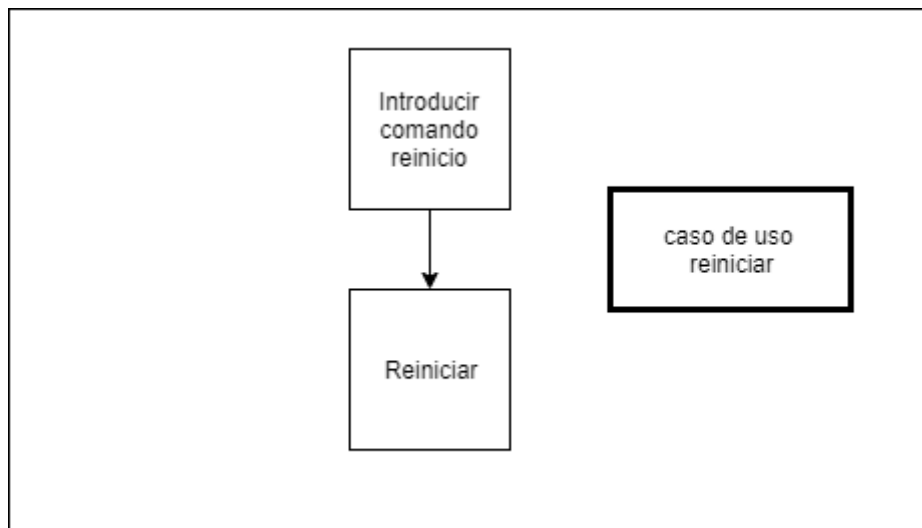 Introducir
comando
reinicio
caso de uso
reiniciar
Reiniciar